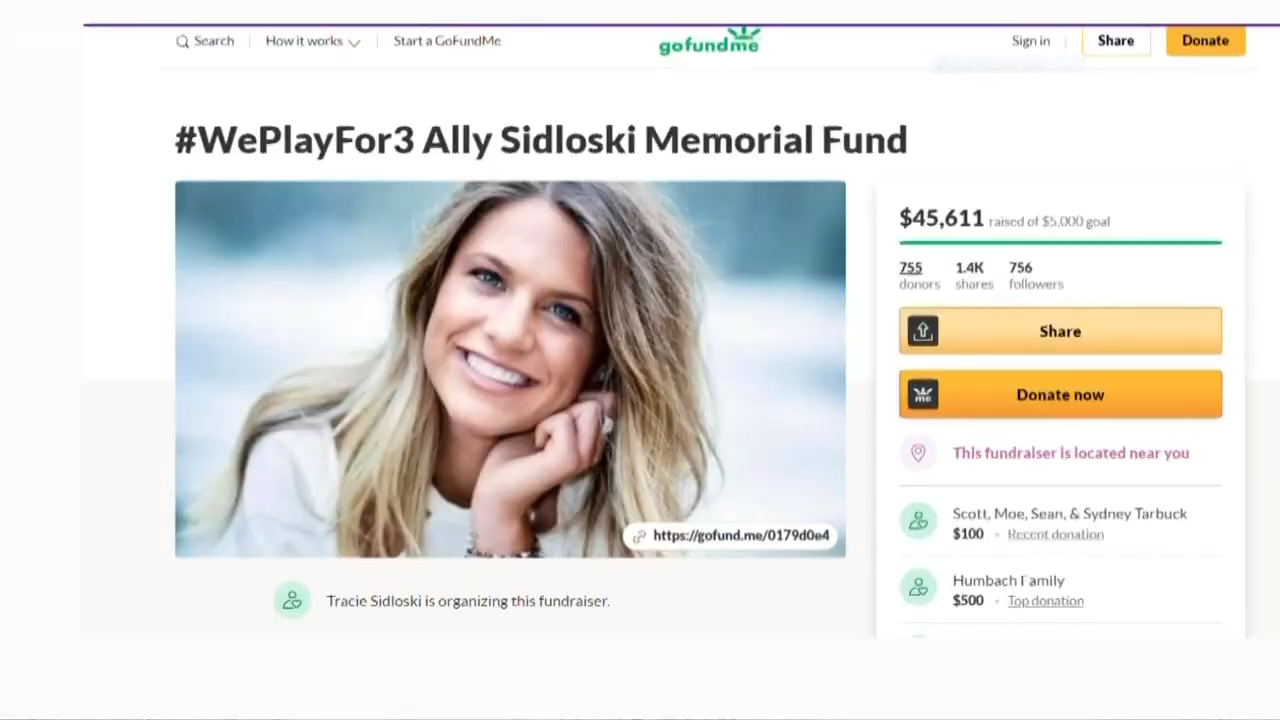 Search
How it works
Start a GoFundMe
gofundme
Sign in
Share
Donate
#WePlayFor3 Ally Sidloski Memorial Fund
$45,611 raised of $5,000 goal
755 1.4K 756
donors shares followers
Share
me Donate now
This fundraiser is located near you
Scott, Moe, Sean, & Sydney Tarbuck
$100 • Recent donation
Humbach Family
$500 • Top donation
https://gofund.me/0179d0e4
Tracie Sidloski is organizing this fundraiser.